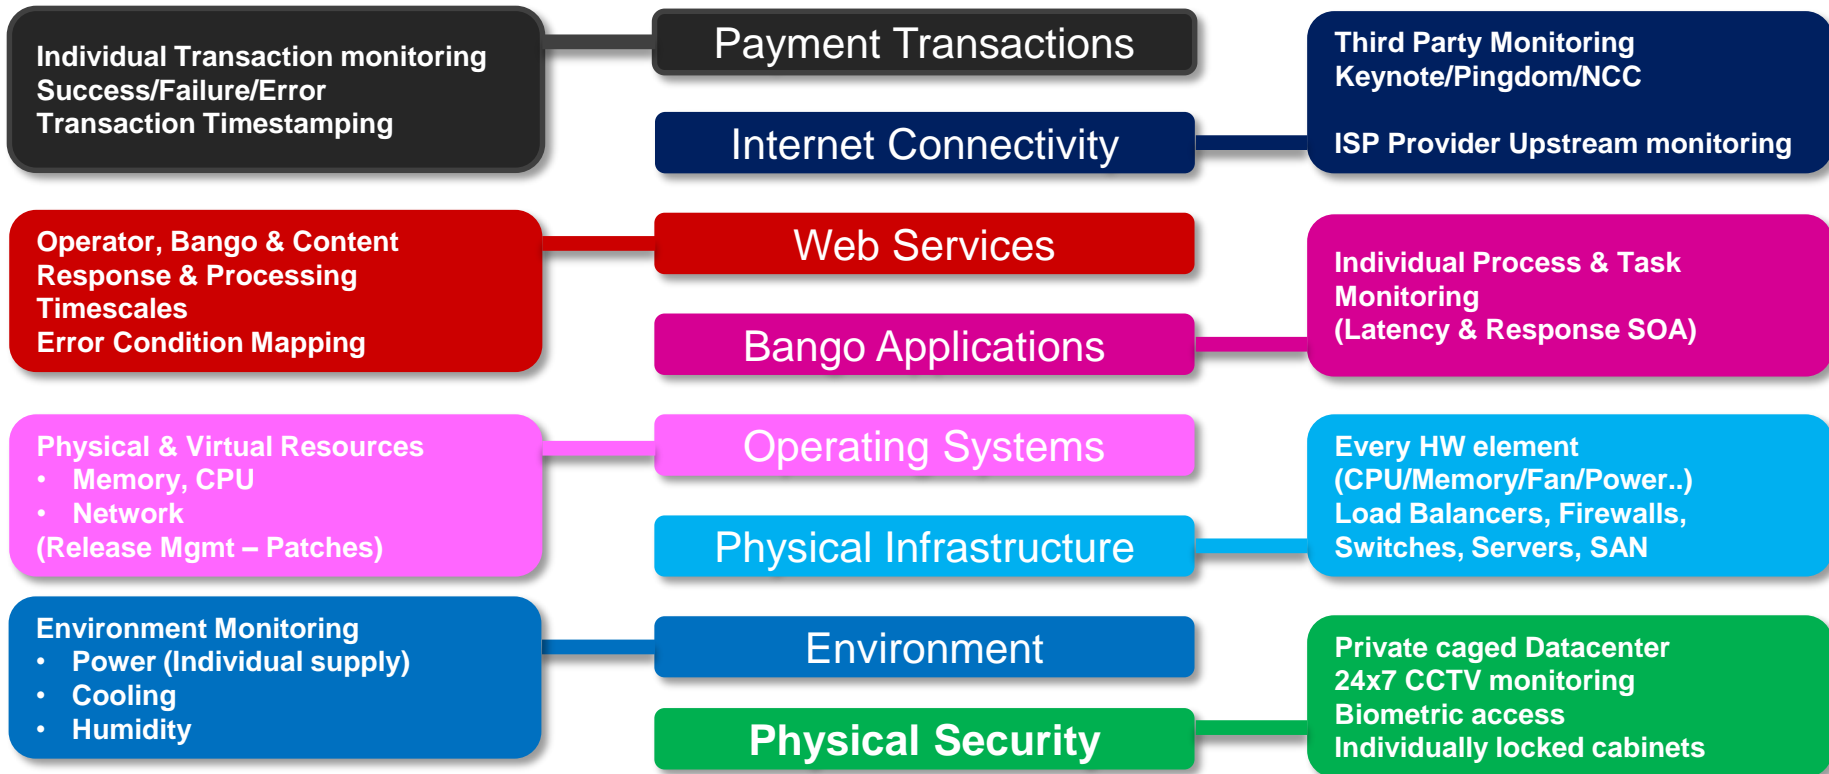 Individual Transaction monitoring
Success/Failure/Error
Transaction Timestamping
Payment Transactions
Third Party Monitoring
Keynote/Pingdom/NCC
ISP Provider Upstream monitoring
Internet Connectivity
Operator, Bango & Content
Response & Processing
Timescales
Error Condition Mapping
Web Services
Individual Process & Task
Monitoring
(Latency & Response SOA)
Bango Applications
Physical & Virtual Resources
• Memory, CPU
• Network
(Release Mgmt – Patches)
Operating Systems
Every HW element
(CPU/Memory/Fan/Power..)
Load Balancers, Firewalls,
Switches, Servers, SAN
Physical Infrastructure
Environment Monitoring
• Power (Individual supply)
• Cooling
• Humidity
Environment
Private caged Datacenter
24x7 CCTV monitoring
Biometric access
Individually locked cabinets
Physical Security